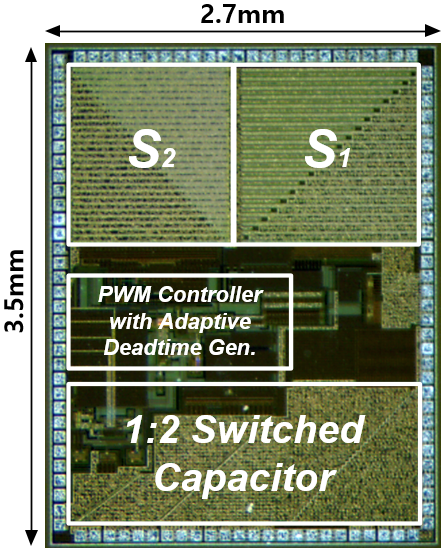 2.7mm
3.5mm
S2
S1
PWM Controller
with Adaptive
Deadtime Gen.
1:2 Switched
Capacitor